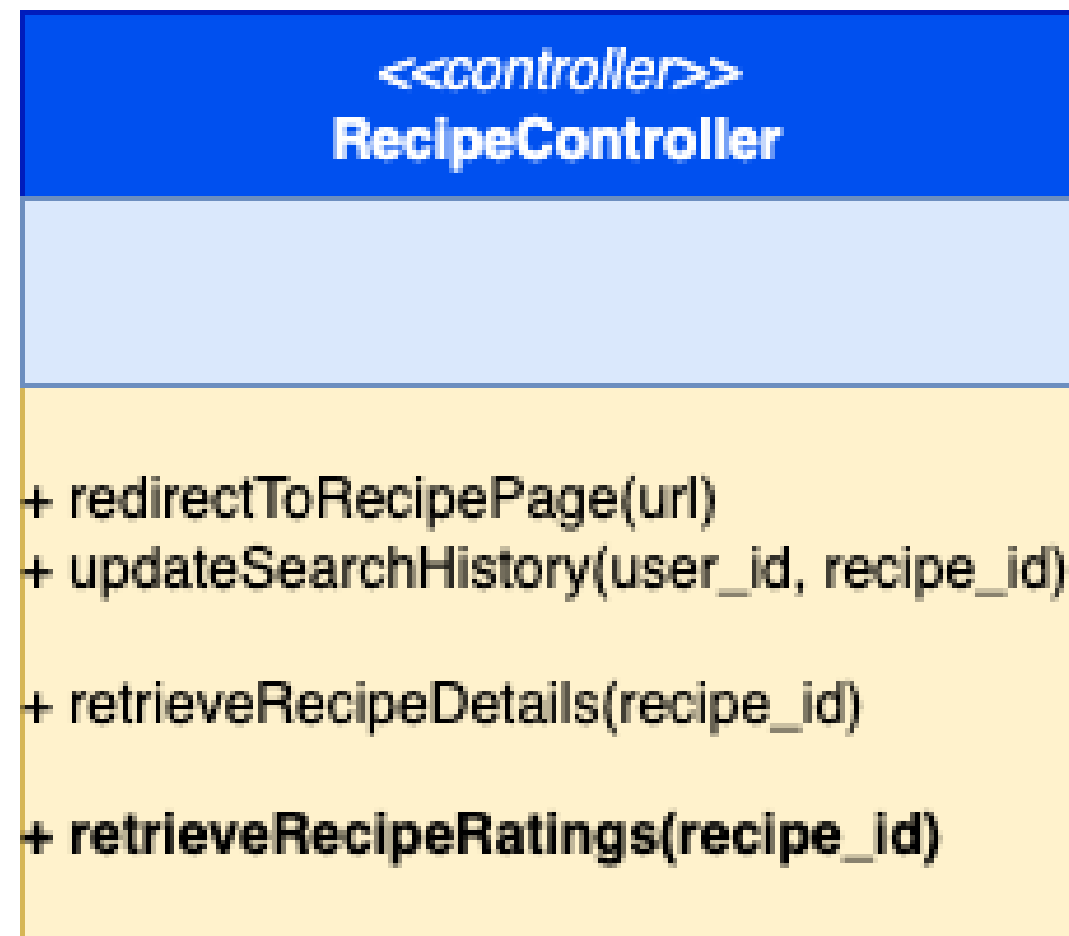 <<controller>>
RecipeController
+ redirectToRecipePage(url)
+ updateSearchHistory(user_id, recipe_id)
+ retrieveRecipeDetails(recipe_id)
+ retrieveRecipeRatings(recipe_id)